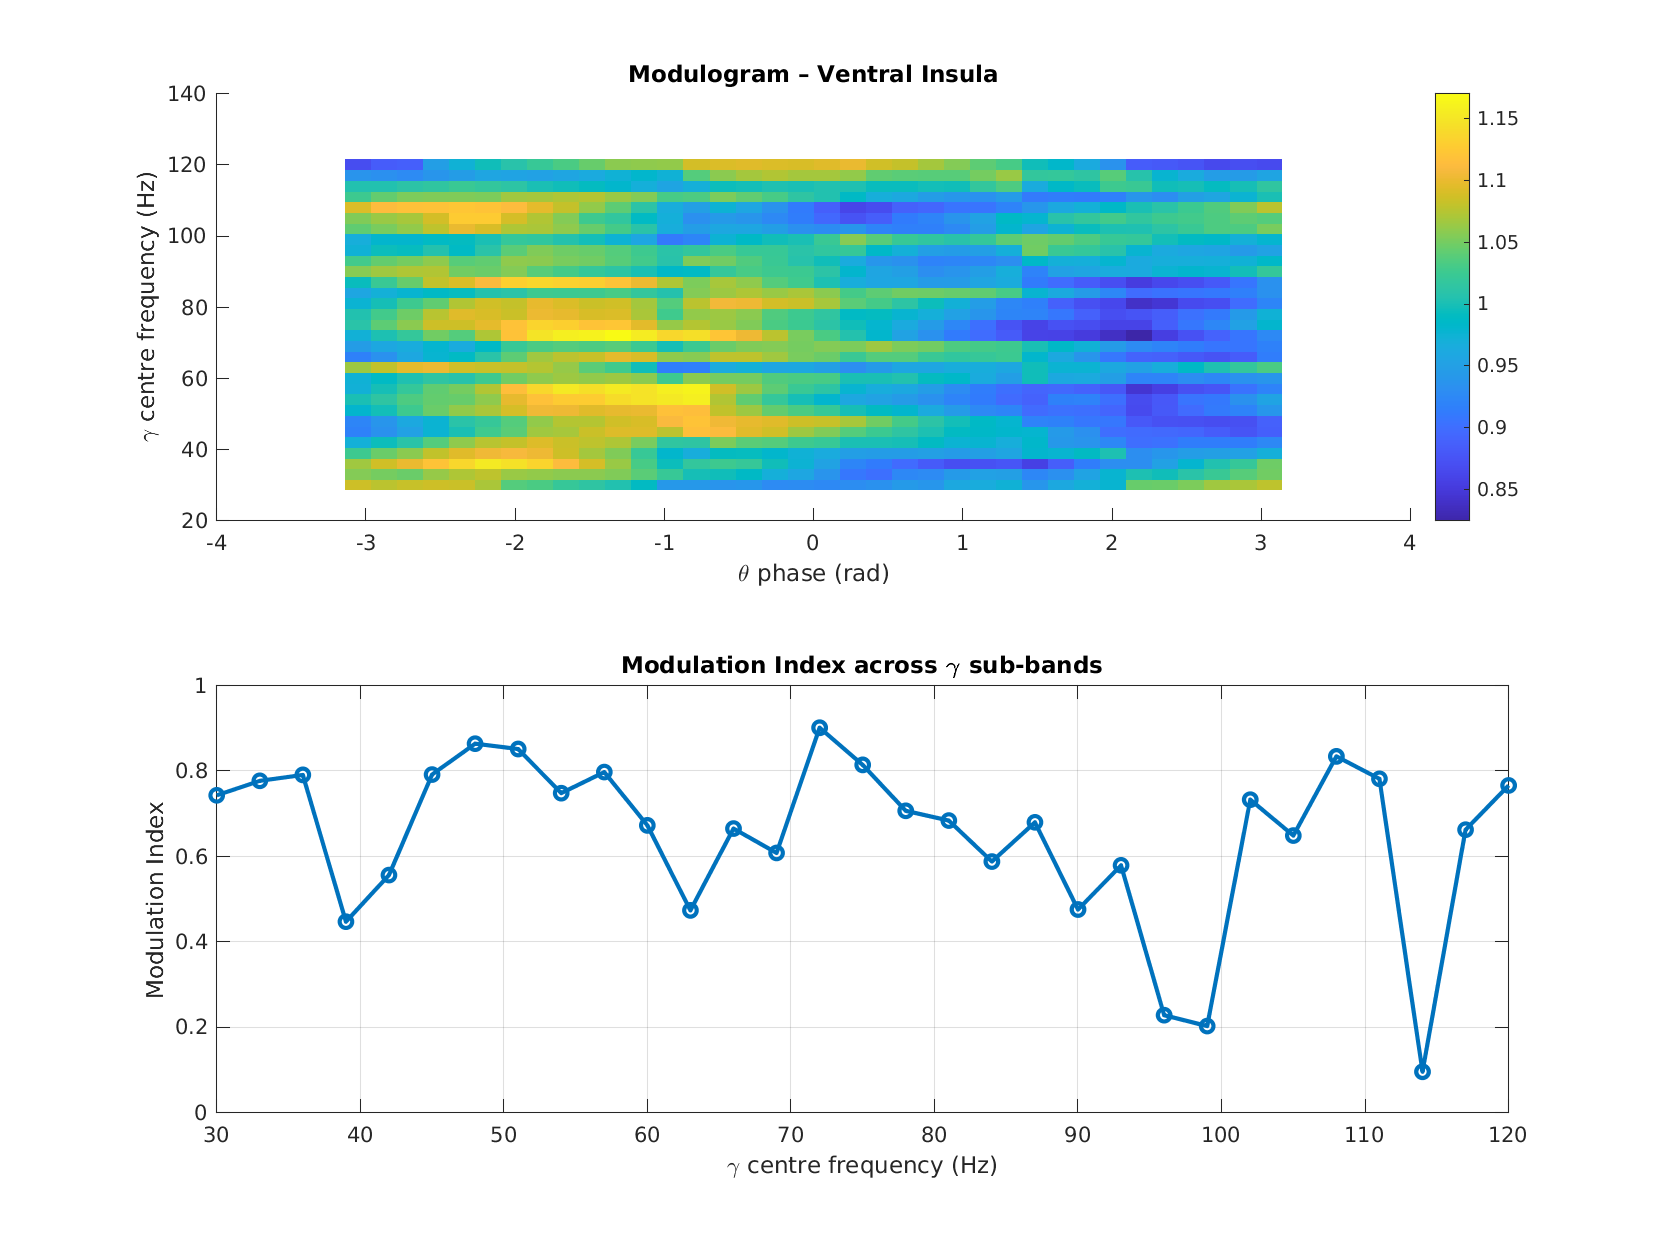 Modulogram – Ventral Insula
140
120
100
80
60
40
20
γ centre frequency (Hz)
-4 -3 -2 -1 0 1 2 3 4
θ phase (rad)
1.15
1.1
1.05
1
0.95
0.9
0.85
Modulation Index across γ sub-bands
1
0.8
0.6
0.4
0.2
0
Modulation Index
30 40 50 60 70 80 90 100 110 120
γ centre frequency (Hz)